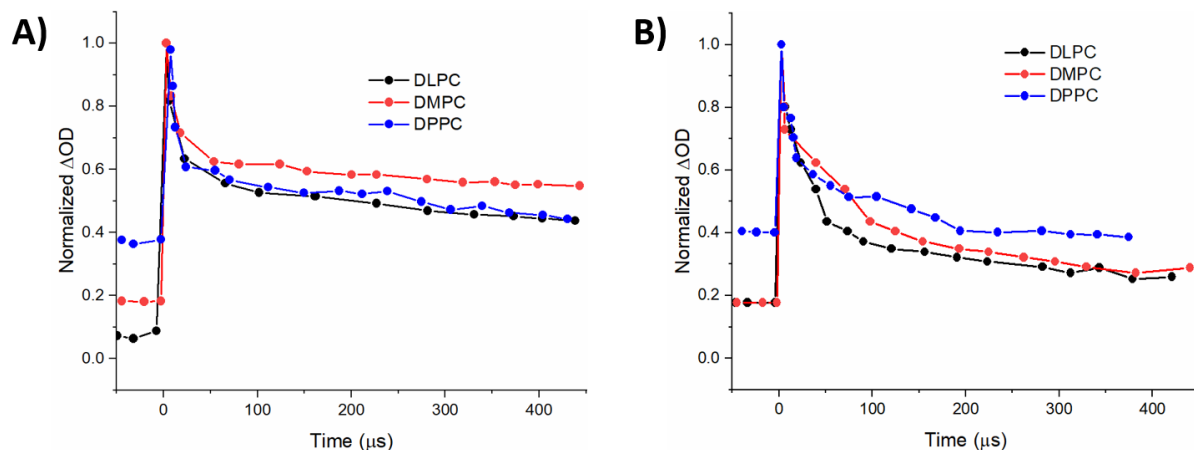 A)
Normalized ΔOD
1.0
0.8
0.6
0.4
0.2
0.0
DLPC
DMPC
DPPC
0
100
200
300
400
Time (μs)
B)
Normalized ΔOD
1.0
0.8
0.6
0.4
0.2
0.0
DLPC
DMPC
DPPC
0
100
200
300
400
Time (μs)